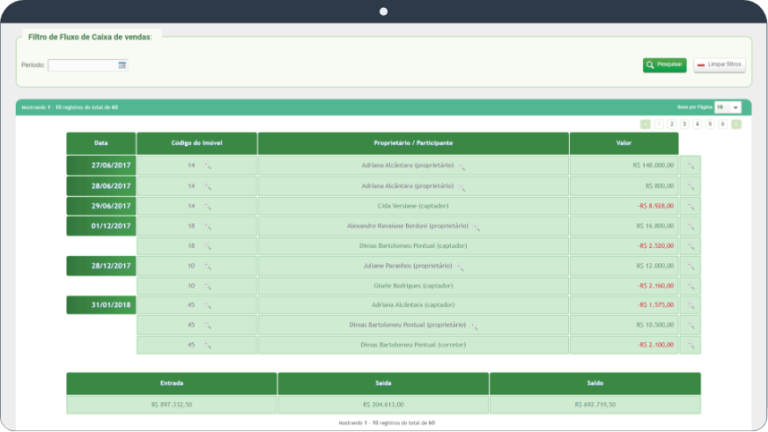 Filtro de Fluxo de Caixa de vendas:
Período:
Pesquisar
Limpar filtros
Mostrando 1 - 10 registros do total de 60
Itens por Página: 10
1 2 3 4 5 6
Data Código do Imóvel Proprietário / Participante Valor
27/06/2017 14 Adriana Alcântara (proprietário) R$ 148.000,00
28/06/2017 14 Adriana Alcântara (proprietário) R$ 800,00
29/06/2017 14 Cida Versiane (captador) -R$ 8.928,00
01/12/2017 18 Alexandre Ravaiane Bordoni (proprietário) R$ 16.800,00
18 Dimas Bartolomeu Pontual (captador) -R$ 2.520,00
28/12/2017 10 Juliane Paranhos (proprietário) R$ 12.000,00
10 Gisele Rodrigues (captador) -R$ 2.160,00
31/01/2018 45 Adriana Alcântara (captador) -R$ 1.575,00
45 Dimas Bartolomeu Pontual (proprietário) R$ 10.500,00
45 Dimas Bartolomeu Pontual (corretor) -R$ 2.100,00
Entrada Saída Saldo
R$ 897.332,50 R$ 204.613,00 R$ 692.719,50
Mostrando 1 - 10 registros do total de 60